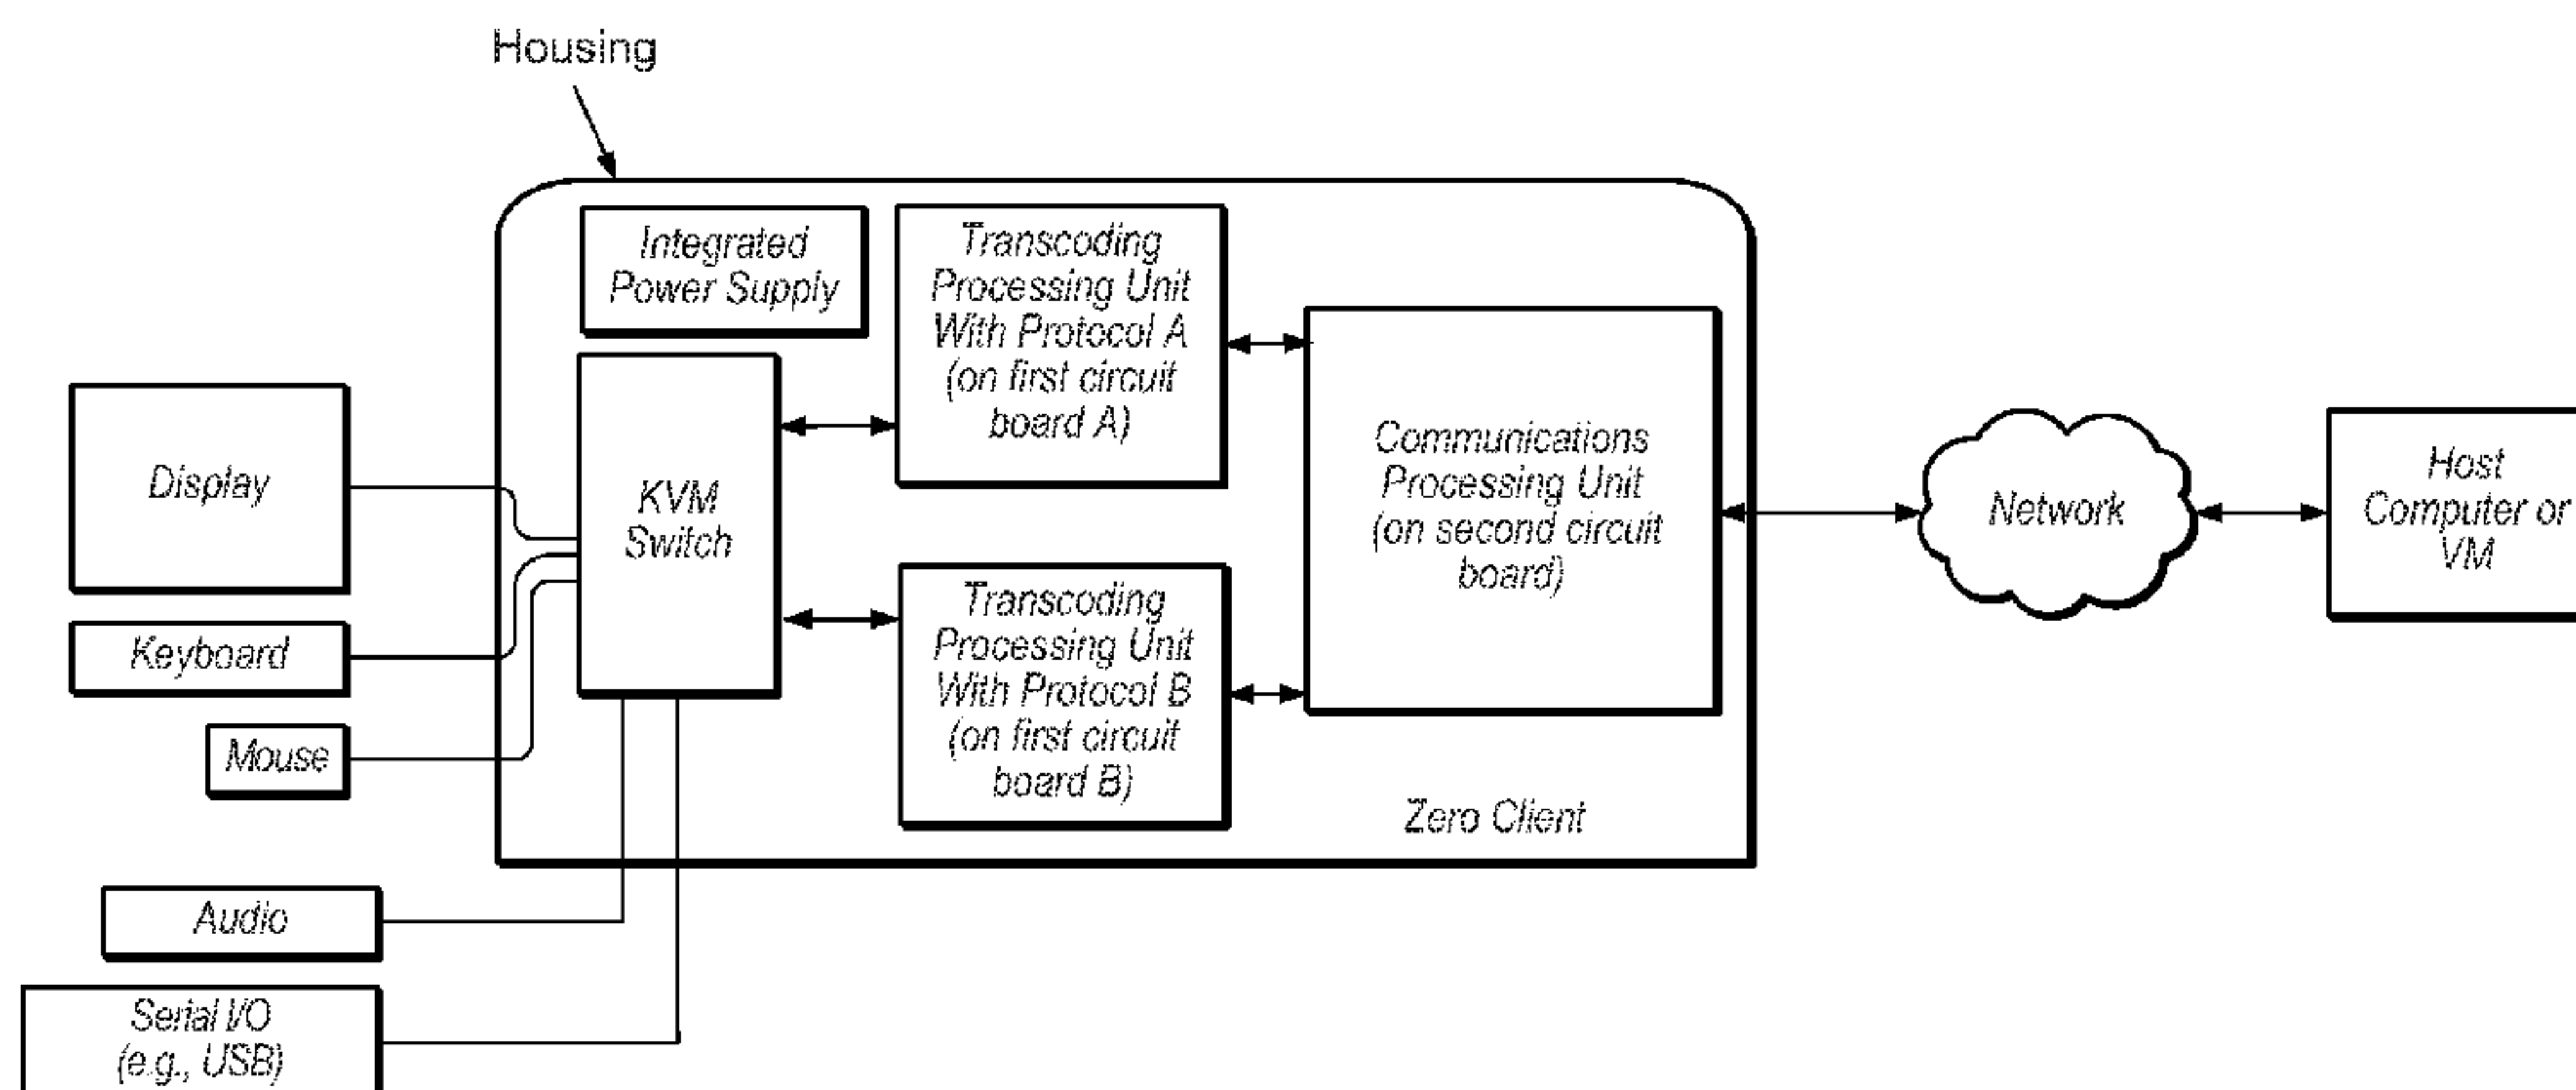 Housing
Integrated
Power Supply
Transcoding
Processing Unit
With Protocol A
(on first circuit
board A)
Communications
Processing Unit
(on second circuit
board)
Display
KVM
Switch
Network
Host
Computer or
VM
Keyboard
Mouse
Transcoding
Processing Unit
With Protocol B
(on first circuit
board B)
Zero Client
Audio
Serial I/O
(e.g., USB)